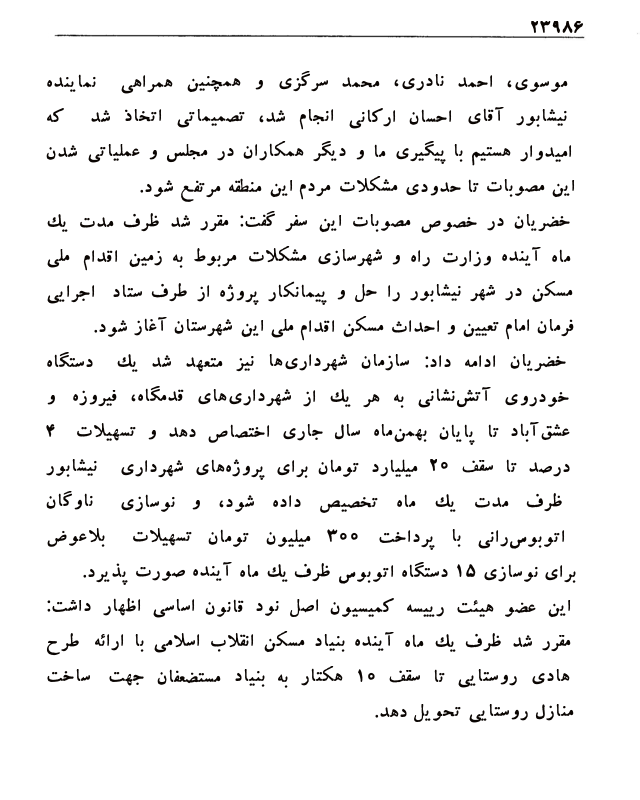 ۲۳۹۸۶
موسوی، احمد نادری، محمد سرگزی و همچنین همراهی نماینده
نیشابور آقای احسان ارکانی انجام شد، تصمیماتی اتخاذ شد که
امیدوار هستیم با پیگیری ما و دیگر همکاران در مجلس و عملیاتی شدن
این مصوبات تا حدودی مشکلات مردم این منطقه مرتفع شود.
خضریان در خصوص مصوبات این سفر گفت: مقرر شد ظرف مدت یك
ماه آینده وزارت راه و شهرسازی مشکلات مربوط به زمین اقدام ملی
مسکن در شهر نیشابور را حل و پیمانکار پروژه از طرف ستاد اجرایی
فرمان امام تعیین و احداث مسکن اقدام ملی این شهرستان آغاز شود.
خضریان ادامه داد: سازمان شهرداری‌ها نیز متعهد شد یك دستگاه
خودروی آتش‌نشانی به هر یك از شهرداری‌های قدمگاه، فیروزه و
عشق‌آباد تا پایان بهمن‌ماه سال جاری اختصاص دهد و تسهیلات ۴
درصد تا سقف ۲۰ میلیارد تومان برای پروژه‌های شهرداری نیشابور
ظرف مدت یك ماه تخصیص داده شود، و نوسازی ناوگان
اتوبوس‌رانی با پرداخت ۳۰۰ میلیون تومان تسهیلات بلاعوض
برای نوسازی ۱۵ دستگاه اتوبوس ظرف یك ماه آینده صورت پذیرد.
این عضو هیئت رییسه کمیسیون اصل نود قانون اساسی اظهار داشت:
مقرر شد ظرف یك ماه آینده بنیاد مسکن انقلاب اسلامی با ارائه طرح
هادی روستایی تا سقف ۱۰ هکتار به بنیاد مستضعفان جهت ساخت
منازل روستایی تحویل دهد.